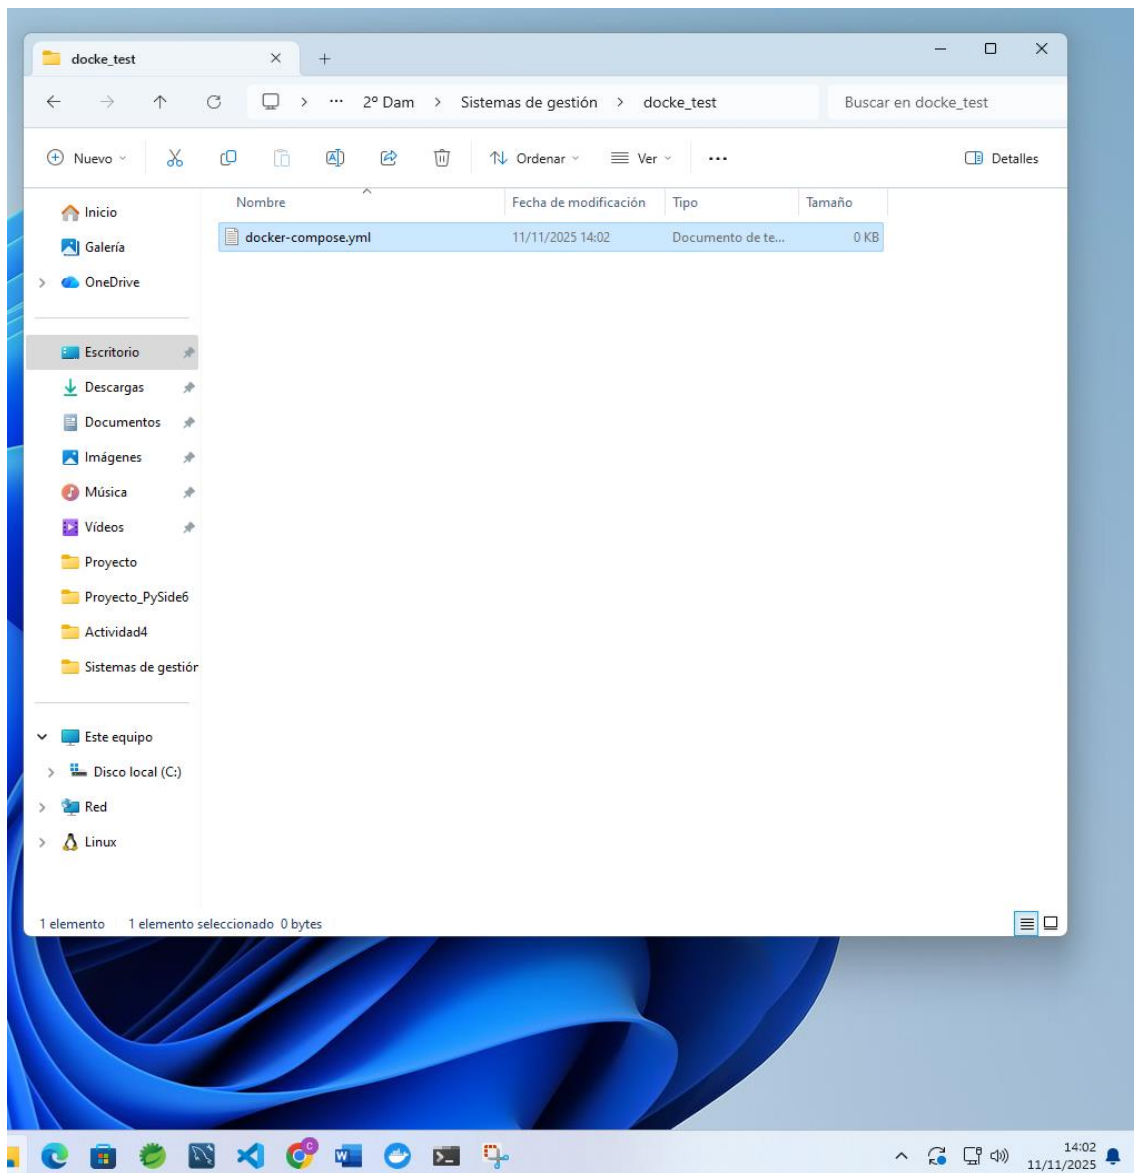 docke_test
2º Dam > Sistemas de gestión > docke_test
Buscar en docke_test
Nuevo
Ordenar
Ver
Detalles
Nombre
Fecha de modificación
Tipo
Tamaño
docker-compose.yml
11/11/2025 14:02
Documento de te...
0 KB
Inicio
Galería
OneDrive
Escritorio
Descargas
Documentos
Imágenes
Música
Vídeos
Proyecto
Proyecto_PySide6
Actividad4
Sistemas de gestión
Este equipo
Disco local (C:)
Red
Linux
1 elemento
1 elemento seleccionado 0 bytes
14:02
11/11/2025